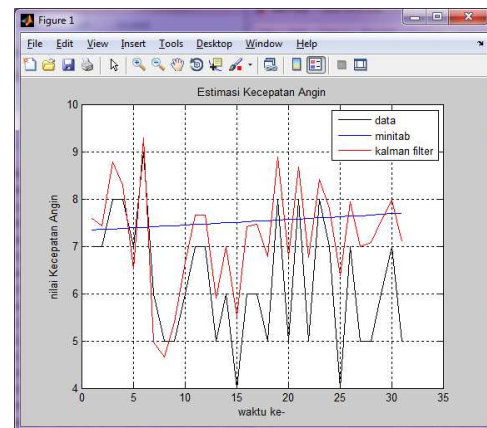 Figure 1
File Edit View Insert Tools Desktop Window Help
Estimasi Kecepatan Angin
data
minitab
kalman filter
nilai Kecepatan Angin
10
9
8
7
6
5
4
0 5 10 15 20 25 30 35
waktu ke-